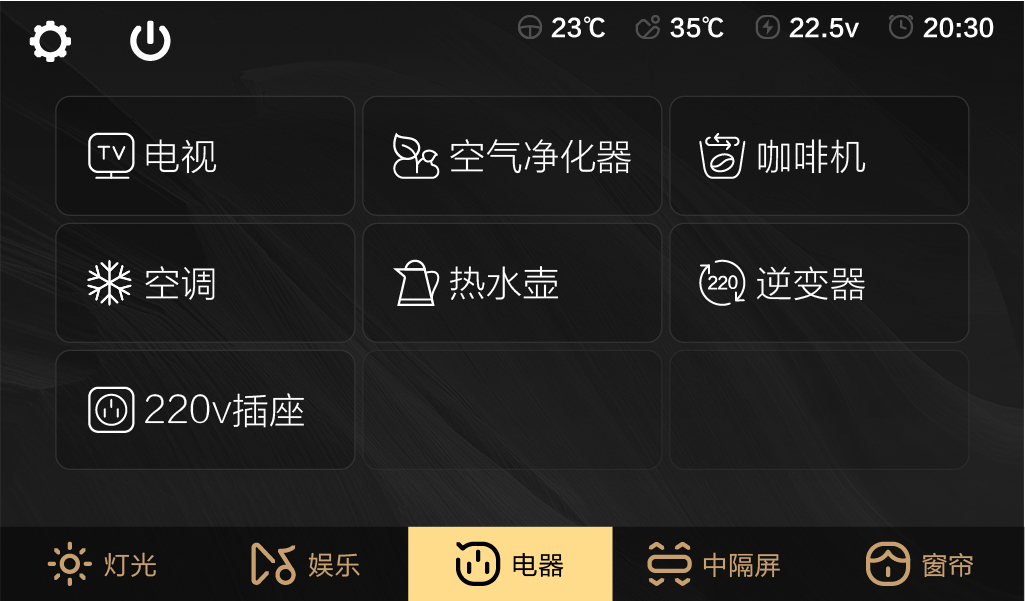 23℃ 35℃ 22.5v 20:30
TV 电视 空气净化器 咖啡机
空调 热水壶 220 逆变器
220v插座
灯光 娱乐 电器 中隔屏 窗帘